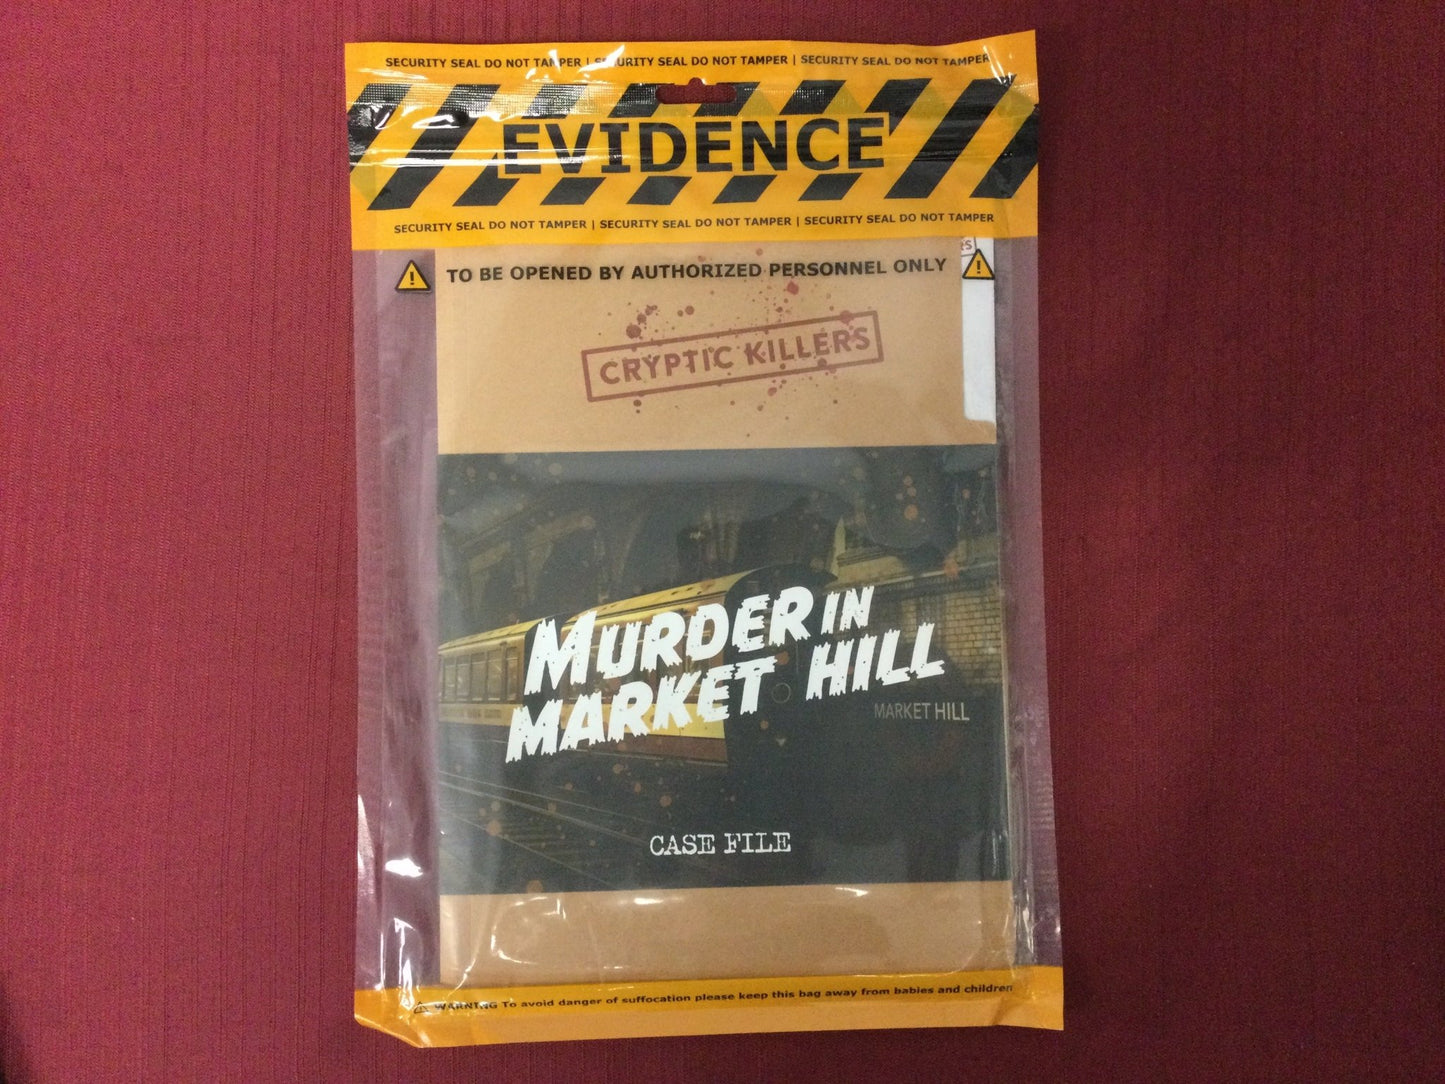 SECURITY SEAL DO NOT TAMPER | SECURITY SEAL DO NOT TAMPER | SECURITY SEAL DO NOT TAMPER
EVIDENCE
SECURITY SEAL DO NOT TAMPER | SECURITY SEAL DO NOT TAMPER | SECURITY SEAL DO NOT TAMPER
TO BE OPENED BY AUTHORIZED PERSONNEL ONLY
RS
CRYPTIC KILLERS
MURDER IN
MARKET HILL
MARKET HILL
CASE FILE
WARNING To avoid danger of suffocation please keep this bag away from babies and children